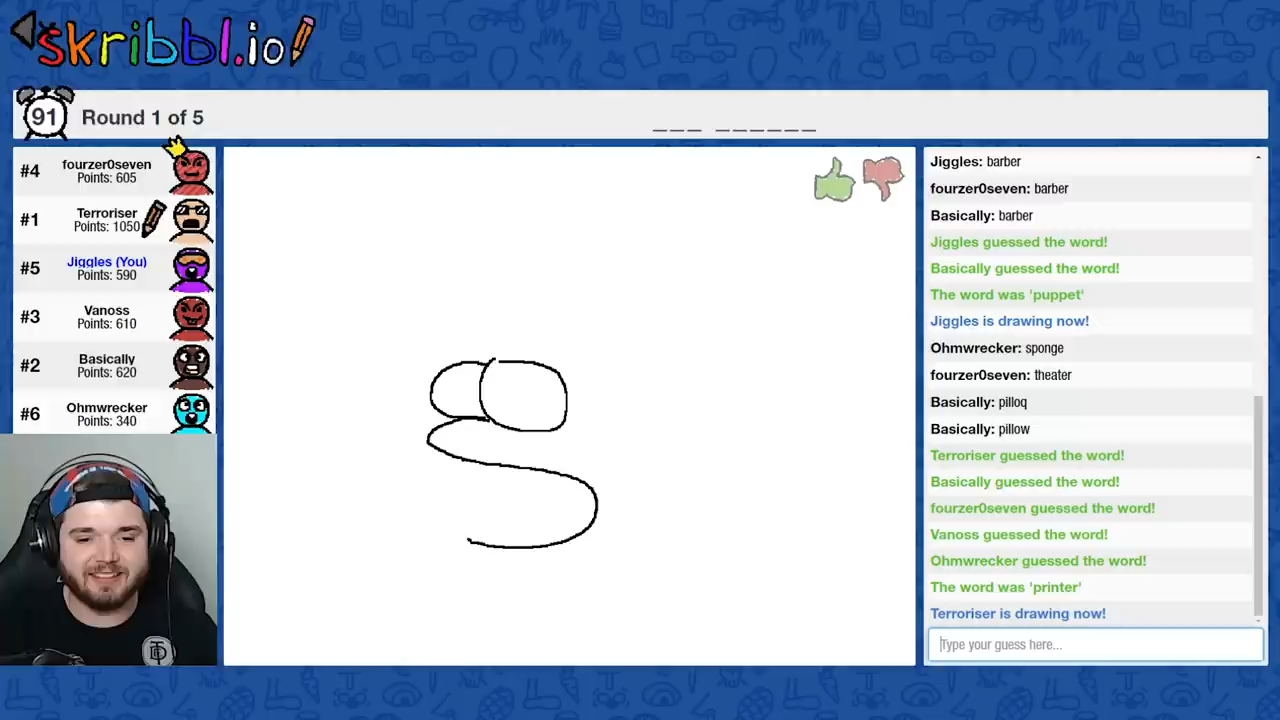 skribbl.io
91
Round 1 of 5
___ ______
#4
fourzer0seven
Points: 605
#1
Terroriser
Points: 1050
#5
Jiggles (You)
Points: 590
#3
Vanoss
Points: 610
#2
Basically
Points: 620
#6
Ohmwrecker
Points: 340
Jiggles: barber
fourzer0seven: barber
Basically: barber
Jiggles guessed the word!
Basically guessed the word!
The word was 'puppet'
Jiggles is drawing now!
Ohmwrecker: sponge
fourzer0seven: theater
Basically: pilloq
Basically: pillow
Terroriser guessed the word!
Basically guessed the word!
fourzer0seven guessed the word!
Vanoss guessed the word!
Ohmwrecker guessed the word!
The word was 'printer'
Terroriser is drawing now!
Type your guess here...